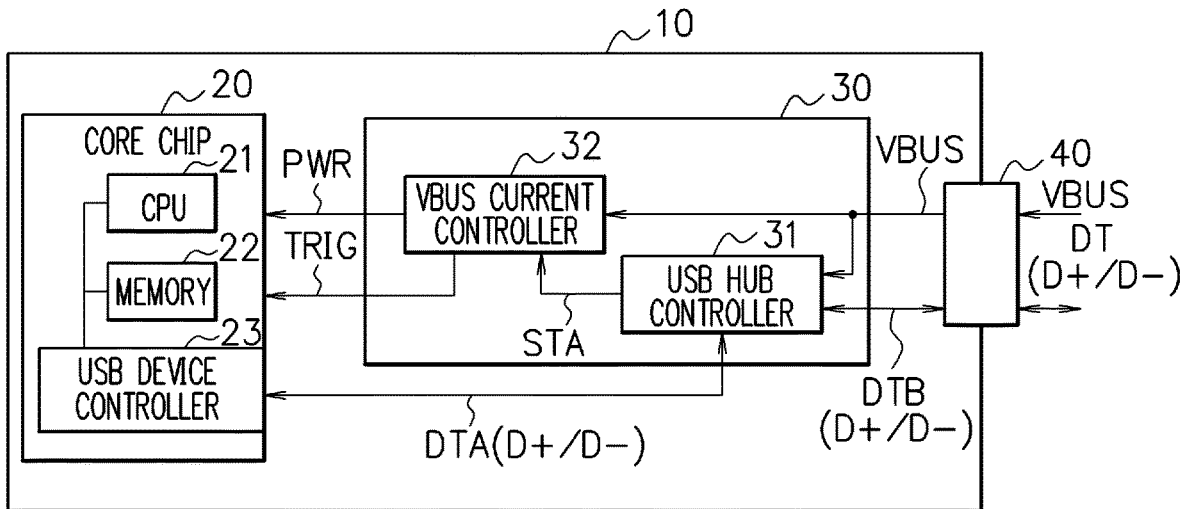 10
20
30
CORE CHIP
21
CPU
22
MEMORY
23
USB DEVICE
CONTROLLER
PWR
TRIG
32
VBUS CURRENT
CONTROLLER
31
USB HUB
CONTROLLER
STA
VBUS
40
VBUS
DT
(D+/D-)
DTB
(D+/D-)
DTA(D+/D-)